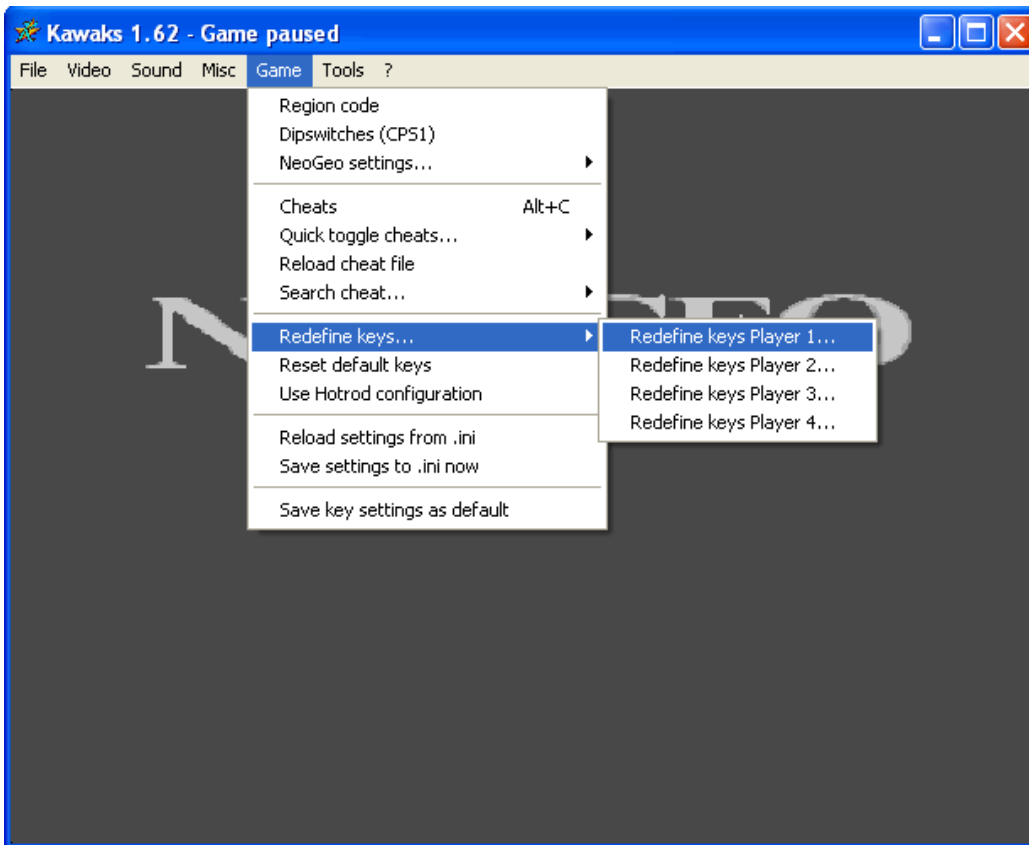 Kawaks 1.62 - Game paused
File Video Sound Misc Game Tools ?
Region code
Dipswitches (CPS1)
NeoGeo settings...
Cheats Alt+C
Quick toggle cheats...
Reload cheat file
Search cheat...
Redefine keys...
Reset default keys
Use Hotrod configuration
Reload settings from .ini
Save settings to .ini now
Save key settings as default
Redefine keys Player 1...
Redefine keys Player 2...
Redefine keys Player 3...
Redefine keys Player 4...